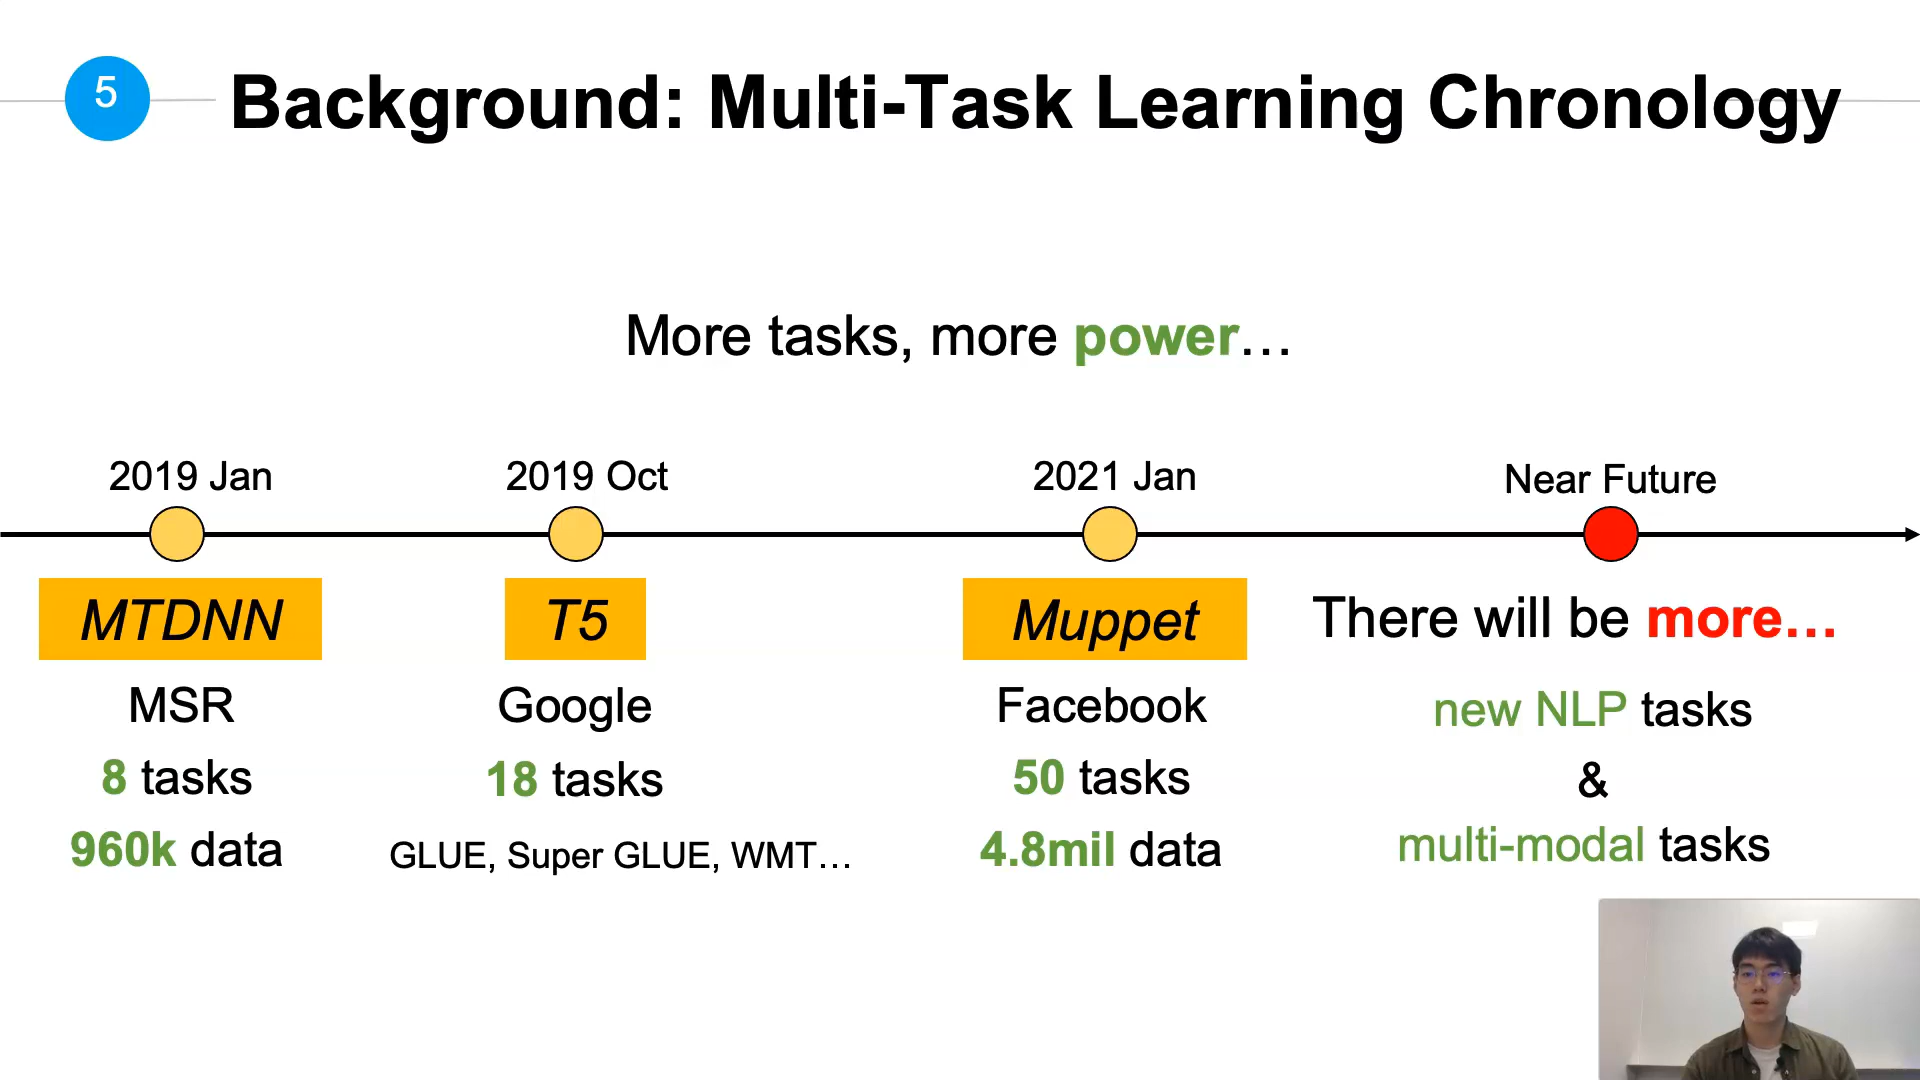 5
Background: Multi-Task Learning Chronology
More tasks, more power…
2019 Jan
2019 Oct
2021 Jan
Near Future
MTDNN
MSR
8 tasks
960k data
T5
Google
18 tasks
GLUE, Super GLUE, WMT…
Muppet
Facebook
50 tasks
4.8mil data
There will be more…
new NLP tasks
&
multi-modal tasks